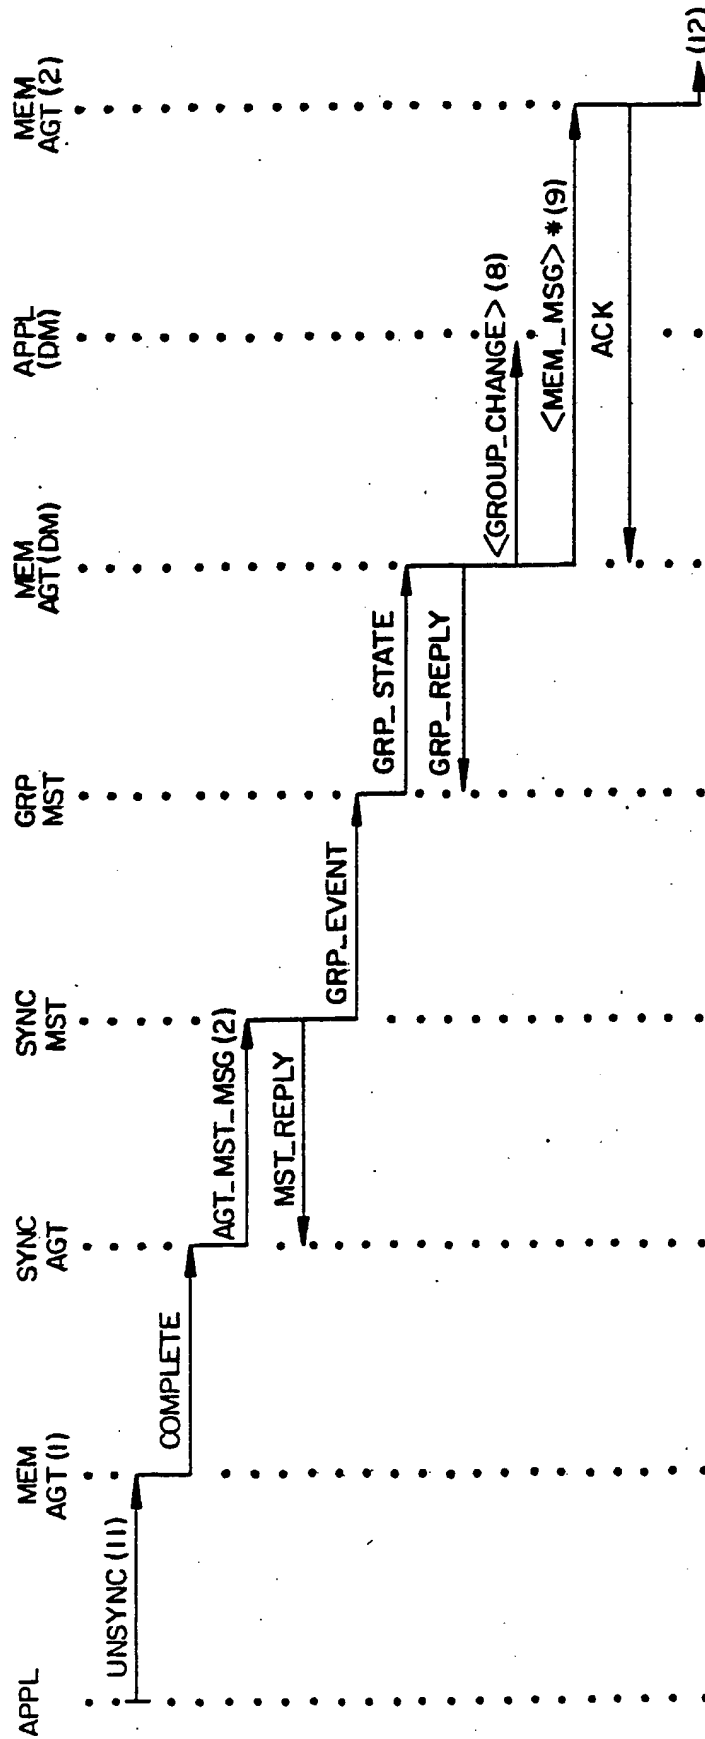 APPL
MEM
AGT (1)
SYNC
AGT
SYNC
MST
GRP
MST
MEM
AGT (DM)
APPL
(DM)
MEM
AGT (2)
UNSYNC (11)
COMPLETE
AGT_MST_MSG (2)
MST_REPLY
GRP_EVENT
GRP_STATE
GRP_REPLY
<GROUP_CHANGE> (8)
<MEM_MSG> * (9)
ACK
(12)